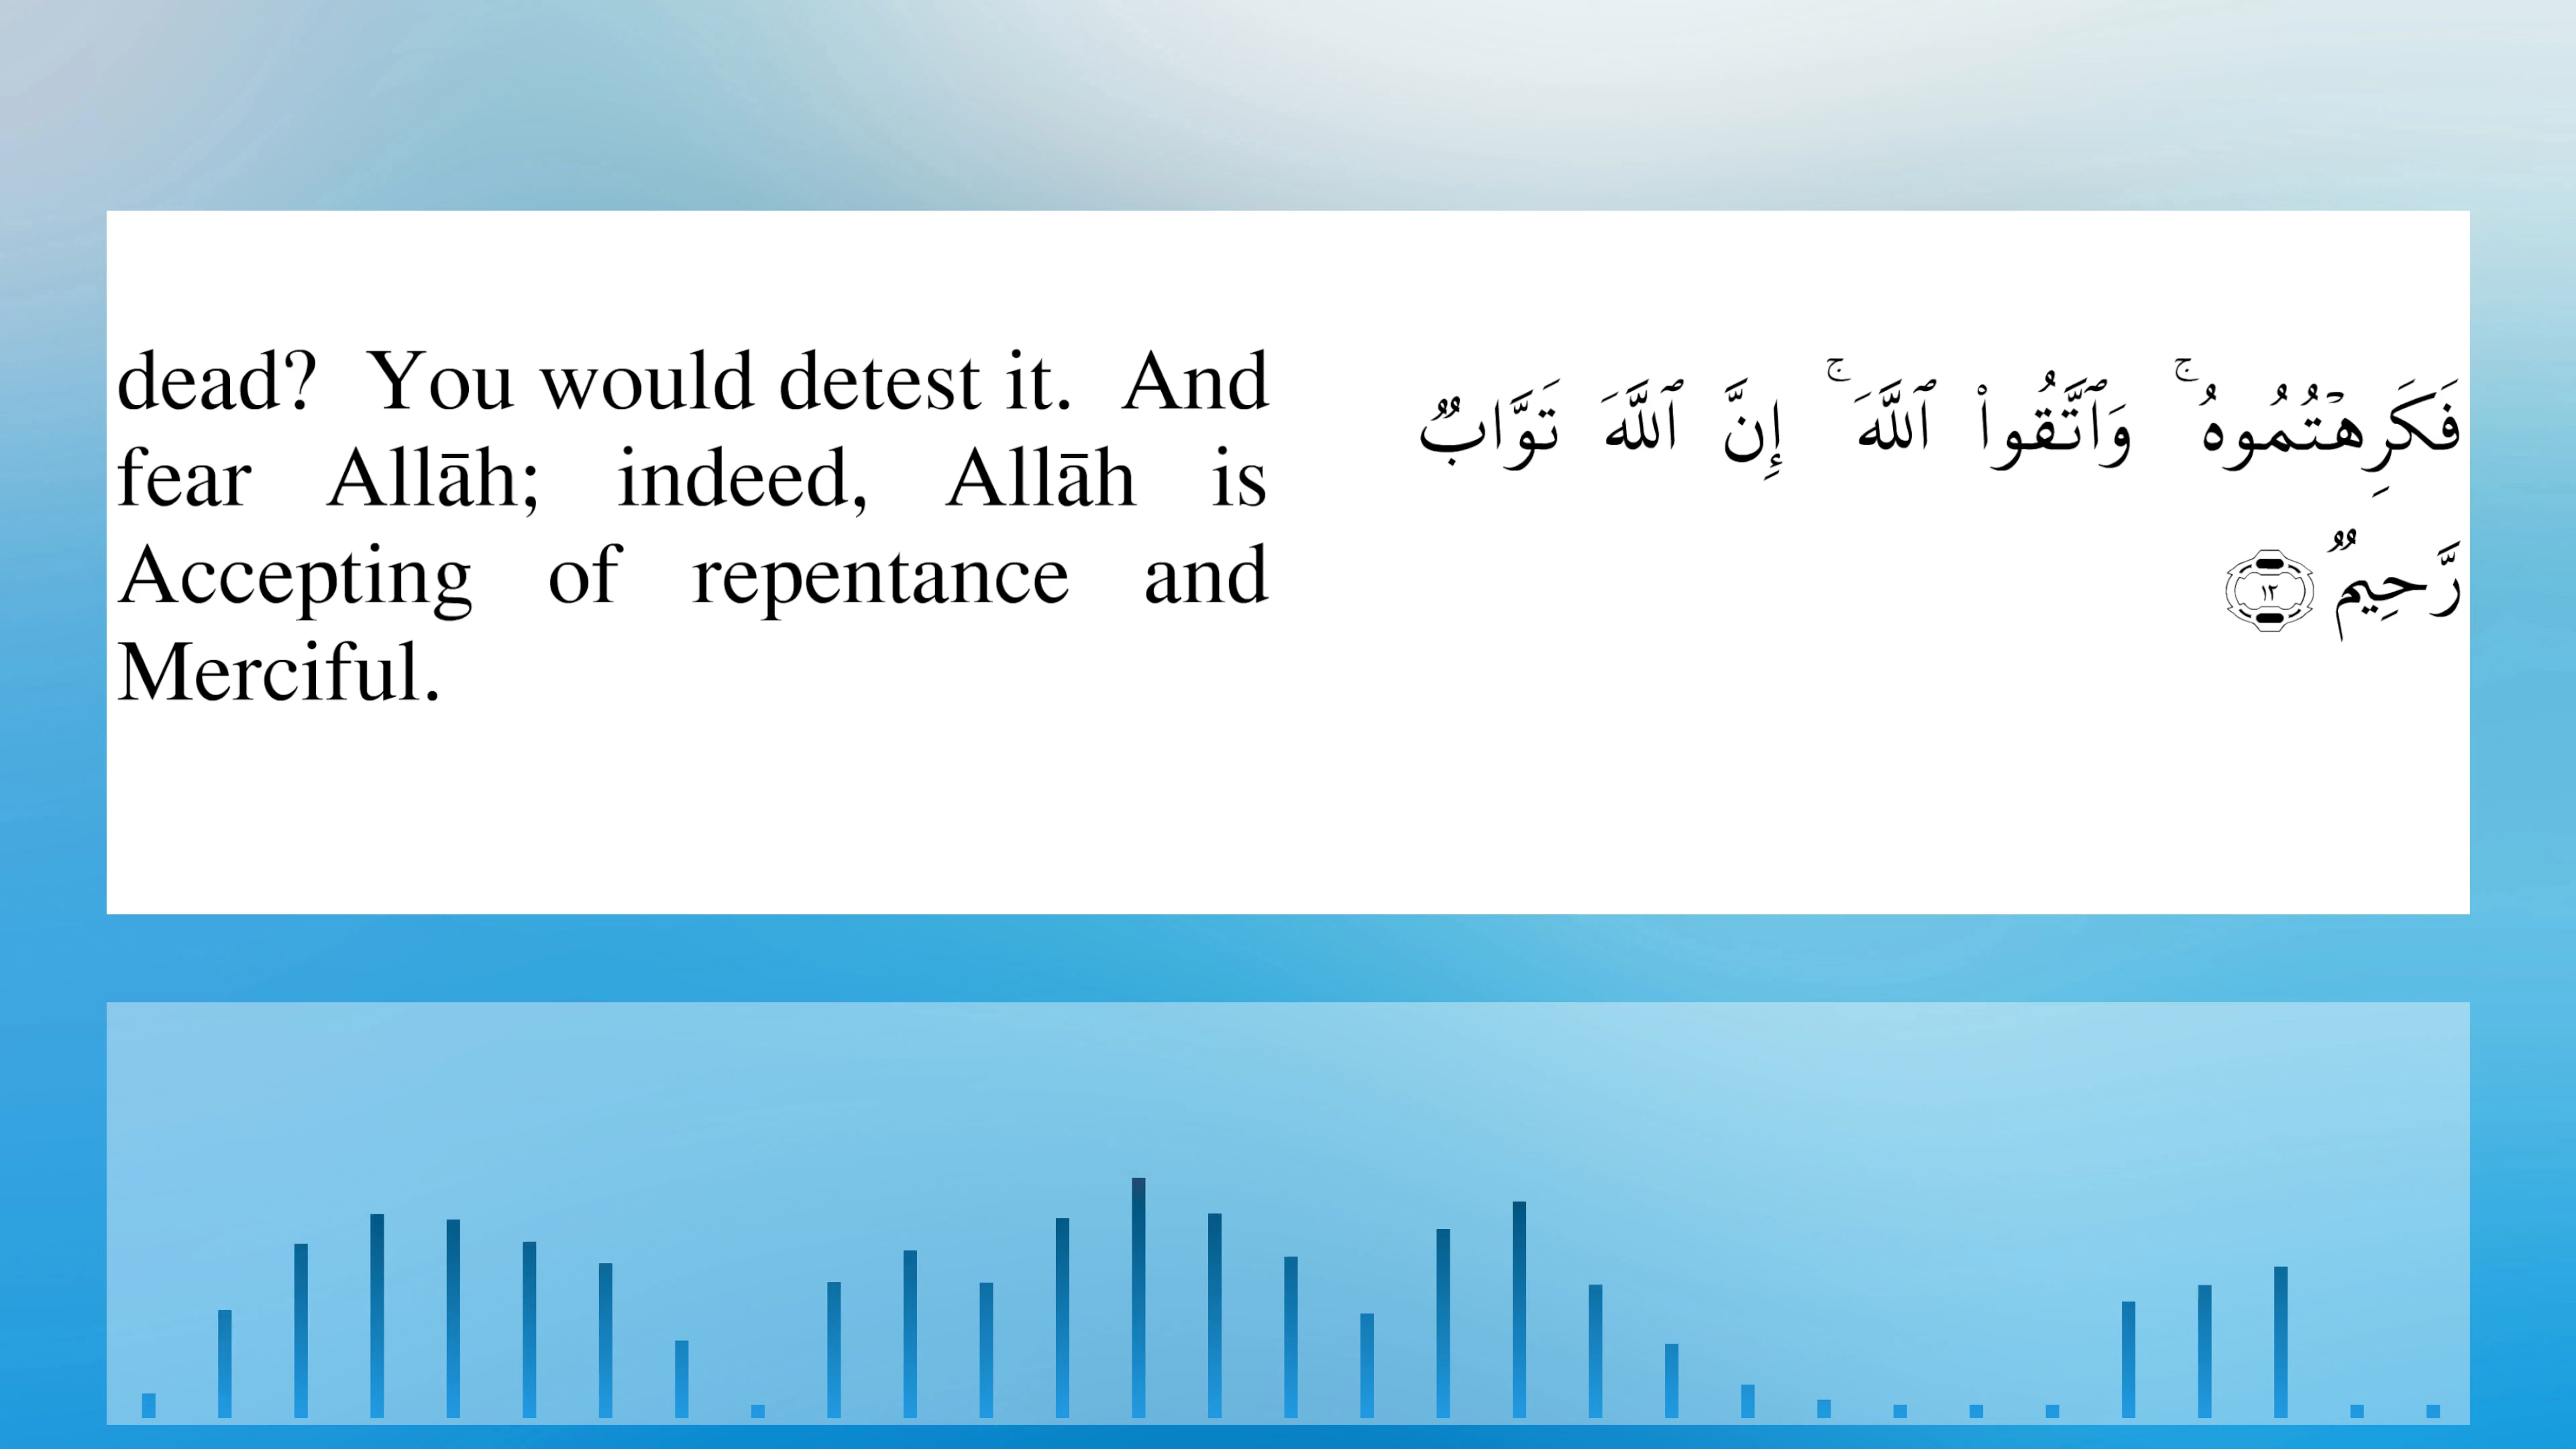 dead?  You would detest it.  And
fear Allāh; indeed, Allāh is
Accepting of repentance and
Merciful.
فَكَرِهۡتُمُوهُۚ وَٱتَّقُواْ ٱللَّهَۚ إِنَّ ٱللَّهَ تَوَّابٞ
رَّحِيمٞ ١٢